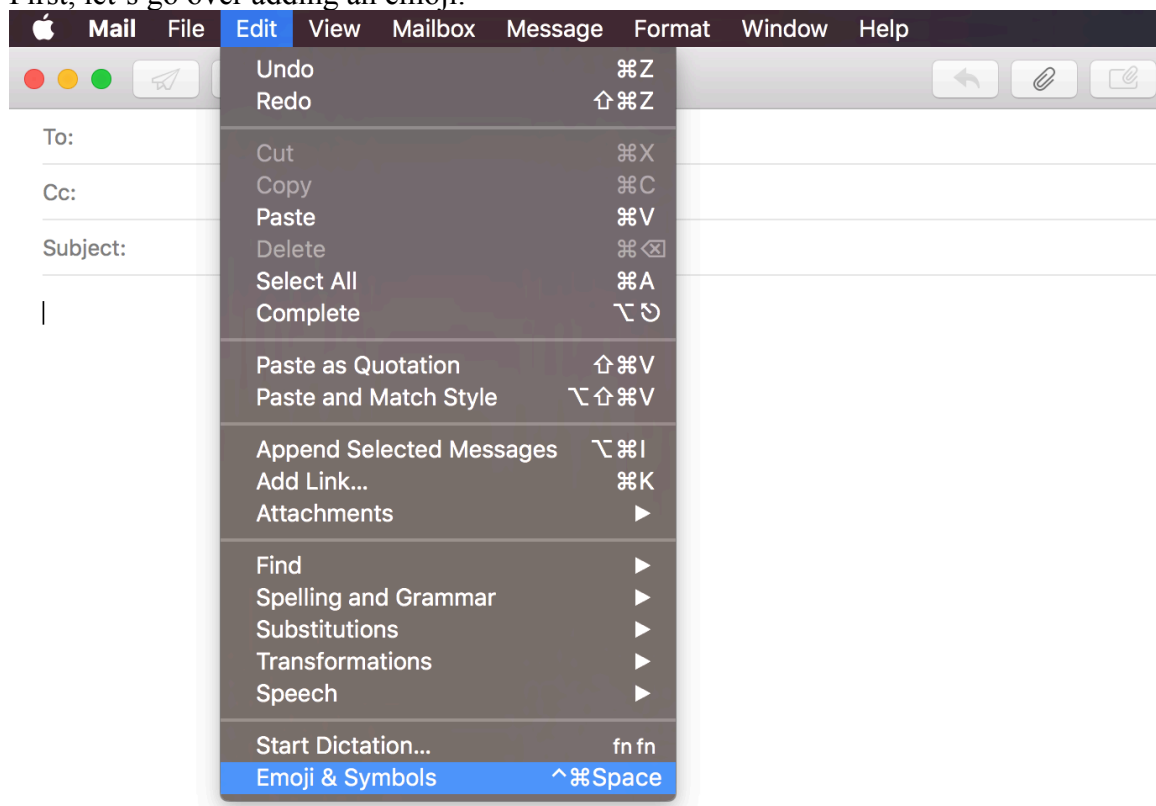 First, let's go over adding an emoji.
Mail File Edit View Mailbox Message Format Window Help
To:
Cc:
Subject:
Undo ⌘Z
Redo ⇧⌘Z
Cut ⌘X
Copy ⌘C
Paste ⌘V
Delete ⌘⌫
Select All ⌘A
Complete ⌥⎋
Paste as Quotation ⇧⌘V
Paste and Match Style ⌥⇧⌘V
Append Selected Messages ⌥⌘I
Add Link... ⌘K
Attachments ▶
Find ▶
Spelling and Grammar ▶
Substitutions ▶
Transformations ▶
Speech ▶
Start Dictation... fn fn
Emoji & Symbols ^⌘Space